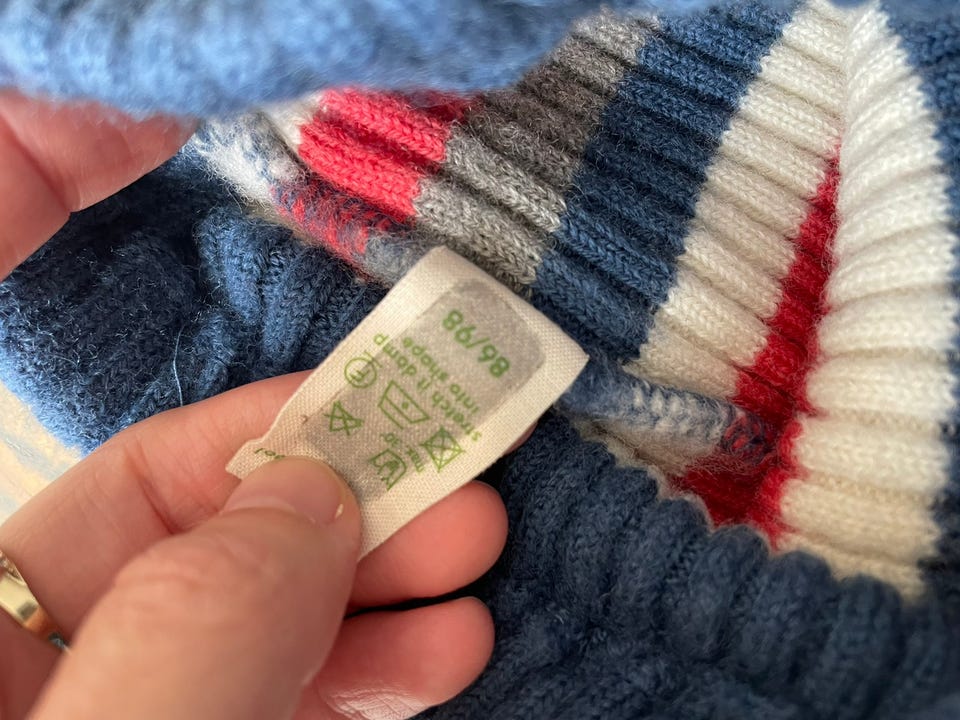 stretch it damp
into shape
86/98